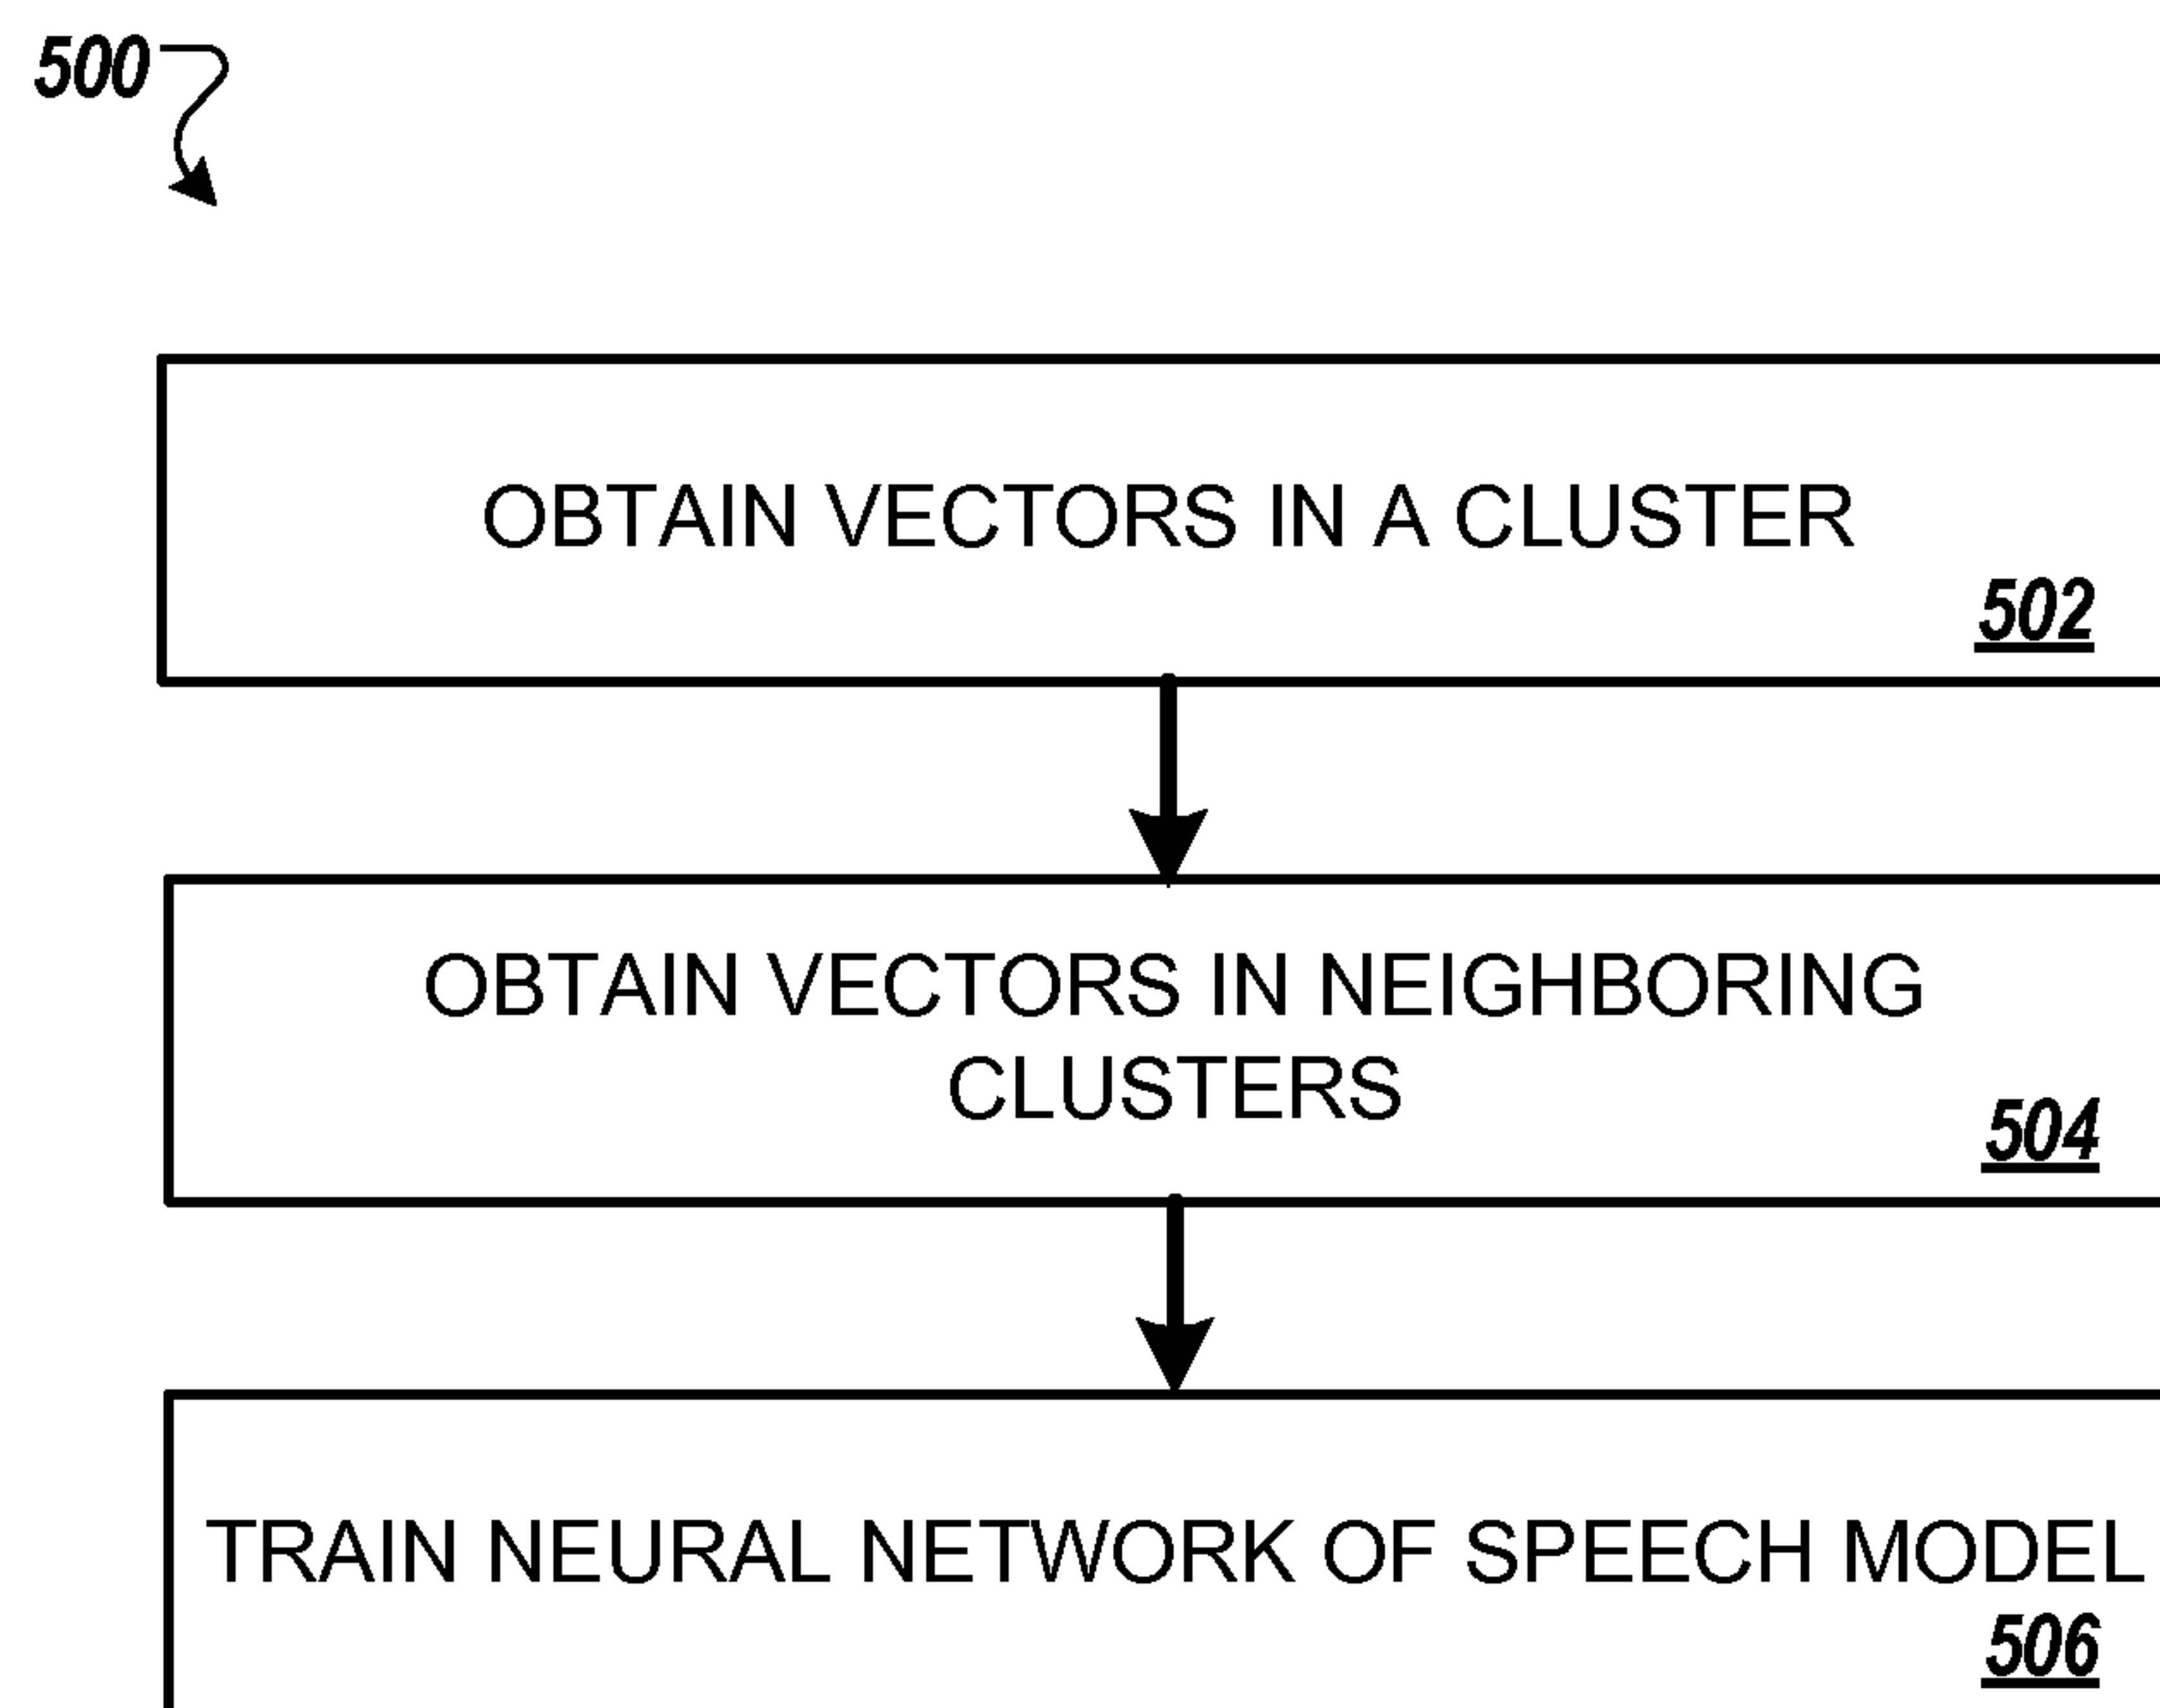 500
OBTAIN VECTORS IN A CLUSTER
502
OBTAIN VECTORS IN NEIGHBORING
CLUSTERS
504
TRAIN NEURAL NETWORK OF SPEECH MODEL
506